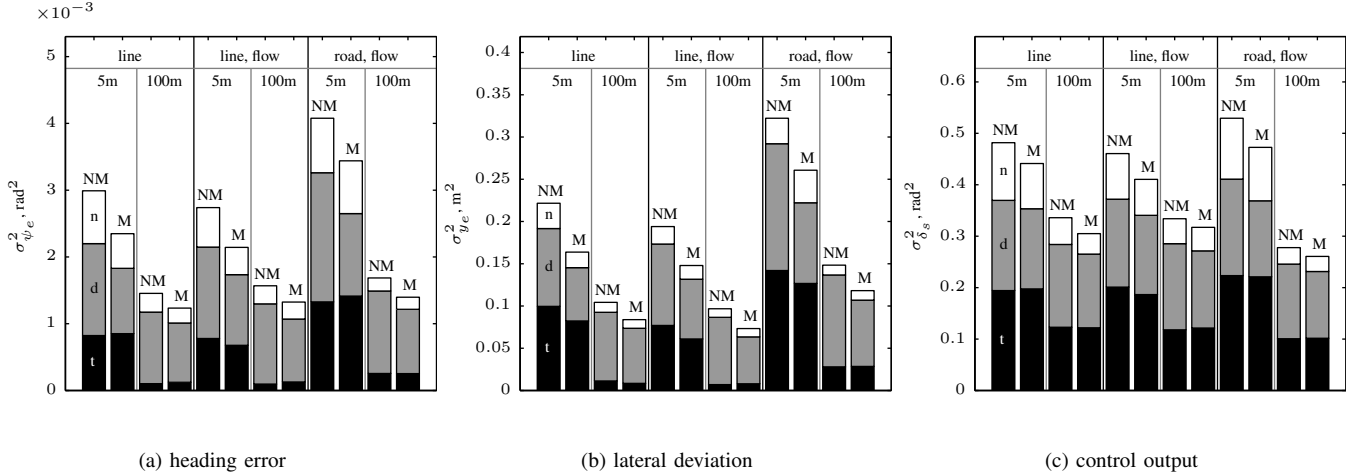 ×10⁻³
5
4
3
2
1
0
σ²ψe, rad²
line
line, flow
road, flow
5m
100m
5m
100m
5m
100m
NM
M
NM
M
NM
M
NM
M
NM
M
NM
M
n
d
t
(a) heading error
0.4
0.35
0.3
0.25
0.2
0.15
0.1
0.05
0
σ²ye, m²
line
line, flow
road, flow
5m
100m
5m
100m
5m
100m
NM
M
NM
M
NM
M
NM
M
NM
M
NM
M
n
d
t
(b) lateral deviation
0.6
0.5
0.4
0.3
0.2
0.1
0
σ²δs, rad²
line
line, flow
road, flow
5m
100m
5m
100m
5m
100m
NM
M
NM
M
NM
M
NM
M
NM
M
NM
M
n
d
t
(c) control output